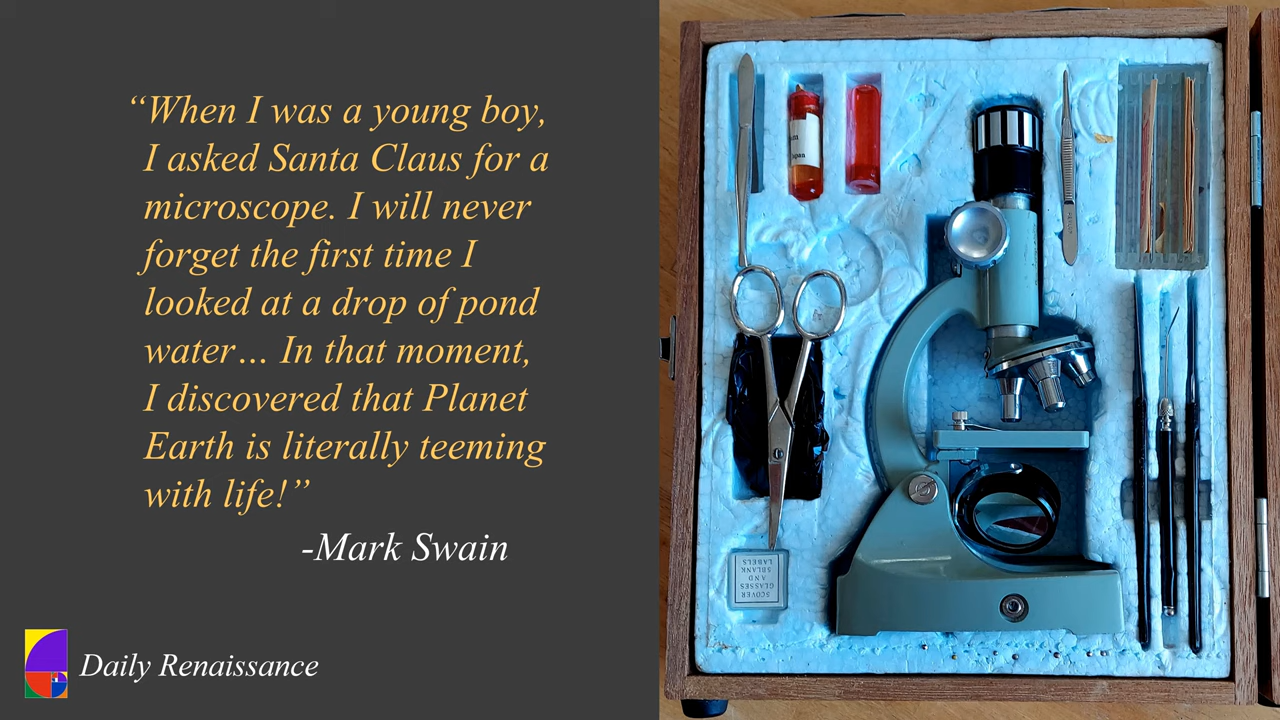 “When I was a young boy,
I asked Santa Claus for a
microscope. I will never
forget the first time I
looked at a drop of pond
water… In that moment,
I discovered that Planet
Earth is literally teeming
with life!”
-Mark Swain
Daily Renaissance
5COVER
GLASSES
AND
5BLANK
LABELS